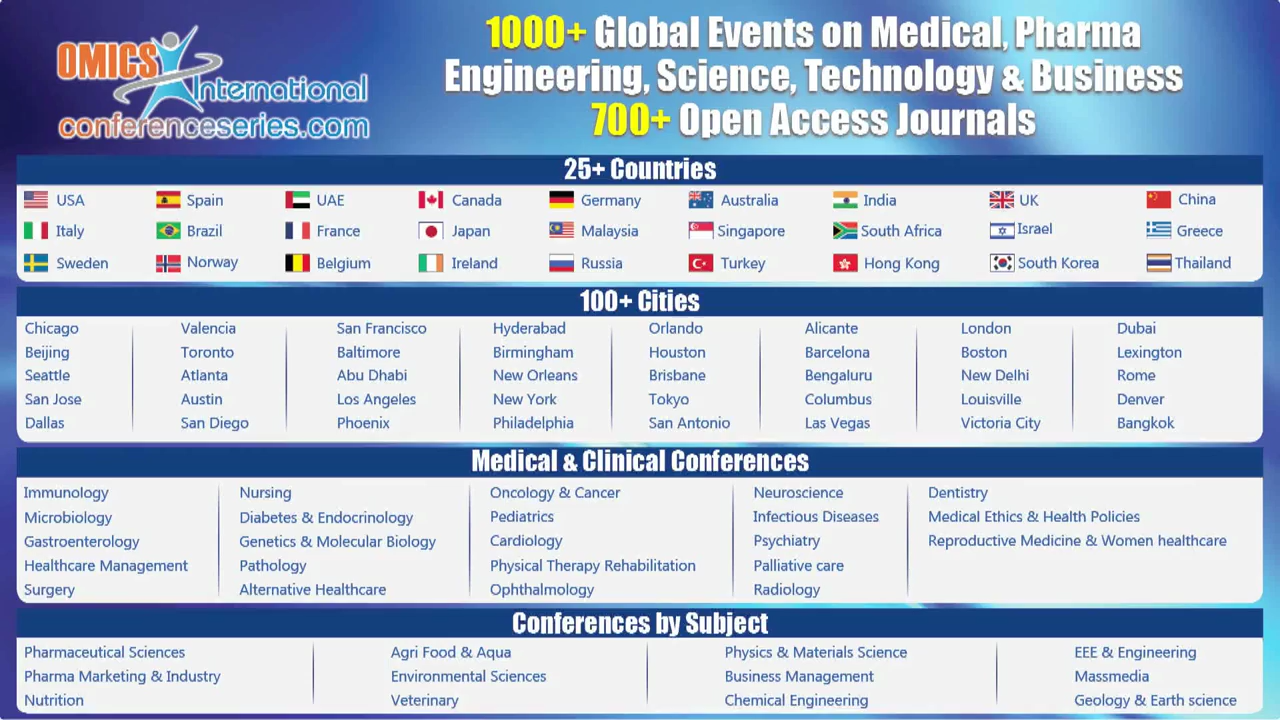 OMICS
International
conferenceseries.com
1000+ Global Events on Medical, Pharma
Engineering, Science, Technology & Business
700+ Open Access Journals
25+ Countries
USA Spain UAE Canada Germany Australia India UK China
Italy Brazil France Japan Malaysia Singapore South Africa Israel Greece
Sweden Norway Belgium Ireland Russia Turkey Hong Kong South Korea Thailand
100+ Cities
Chicago Valencia San Francisco Hyderabad Orlando Alicante London Dubai
Beijing Toronto Baltimore Birmingham Houston Barcelona Boston Lexington
Seattle Atlanta Abu Dhabi New Orleans Brisbane Bengaluru New Delhi Rome
San Jose Austin Los Angeles New York Tokyo Columbus Louisville Denver
Dallas San Diego Phoenix Philadelphia San Antonio Las Vegas Victoria City Bangkok
Medical & Clinical Conferences
Immunology Nursing Oncology & Cancer Neuroscience Dentistry
Microbiology Diabetes & Endocrinology Pediatrics Infectious Diseases Medical Ethics & Health Policies
Gastroenterology Genetics & Molecular Biology Cardiology Psychiatry Reproductive Medicine & Women healthcare
Healthcare Management Pathology Physical Therapy Rehabilitation Palliative care
Surgery Alternative Healthcare Ophthalmology Radiology
Conferences by Subject
Pharmaceutical Sciences Agri Food & Aqua Physics & Materials Science EEE & Engineering
Pharma Marketing & Industry Environmental Sciences Business Management Massmedia
Nutrition Veterinary Chemical Engineering Geology & Earth science